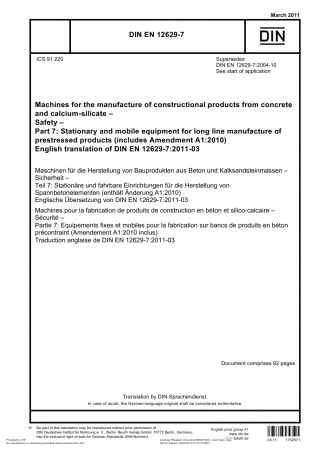 March 2011
DIN EN 12629-7
DIN
ICS 91.220
Supersedes
DIN EN 12629-7:2004-10
See start of application
Machines for the manufacture of constructional products from concrete
and calcium-silicate –
Safety –
Part 7: Stationary and mobile equipment for long line manufacture of
prestressed products (includes Amendment A1:2010)
English translation of DIN EN 12629-7:2011-03
Maschinen für die Herstellung von Bauprodukten aus Beton und Kalksandsteinmassen –
Sicherheit –
Teil 7: Stationäre und fahrbare Einrichtungen für die Herstellung von
Spannbetonelementen (enthält Änderung A1:2010)
Englische Übersetzung von DIN EN 12629-7:2011-03
Machines pour la fabrication de produits de construction en béton et silico-calcaire –
Sécurité –
Partie 7: Equipements fixes et mobiles pour la fabrication sur bancs de produits en béton
précontraint (Amendement A1:2010 inclus)
Traduction anglaise de DIN EN 12629-7:2011-03
Document comprises 92 pages
Translation by DIN-Sprachendienst.
In case of doubt, the German-language original shall be considered authoritative.
© No part of this translation may be reproduced without prior permission of
DIN Deutsches Institut für Normung e. V., Berlin. Beuth Verlag GmbH, 10772 Berlin, Germany,
has the exclusive right of sale for German Standards (DIN-Normen).
English price group 31
www.din.de
www.beuth.de
03.11